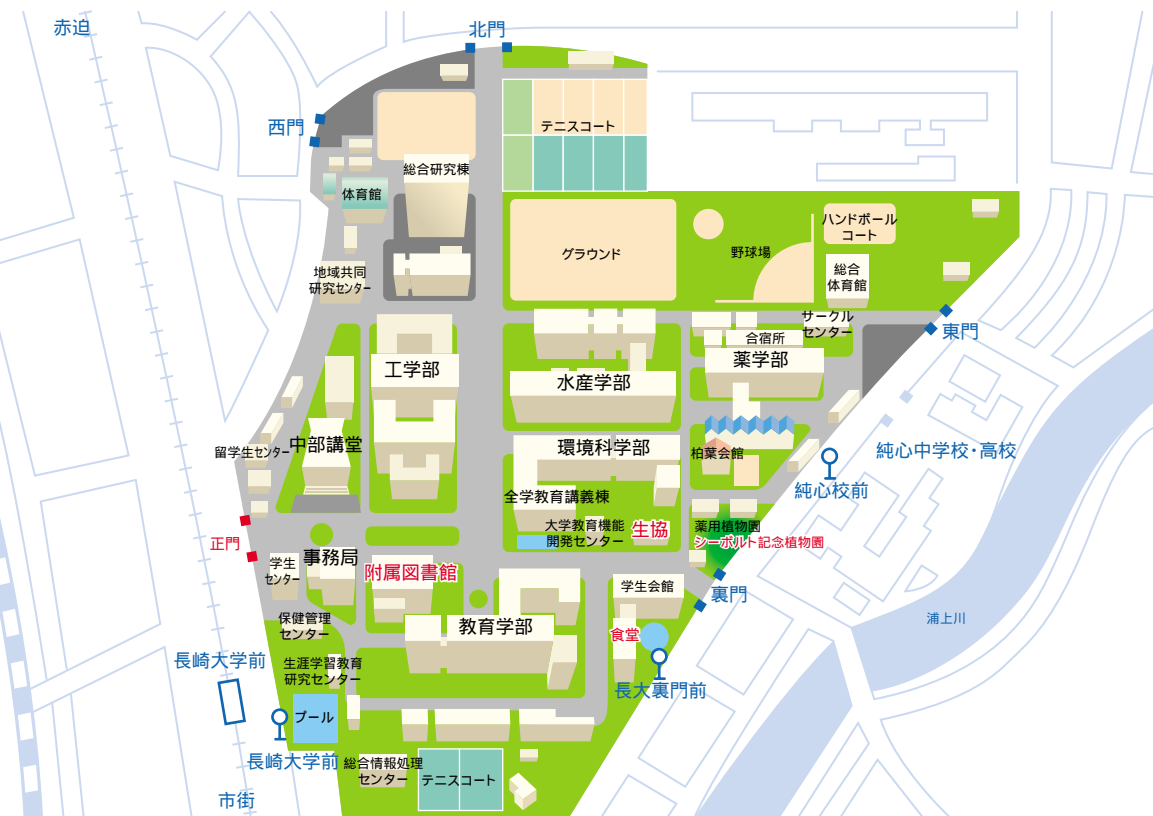 赤迫
北門
西門
テニスコート
総合研究棟
体育館
ハンドボール
コート
グラウンド
野球場
地域共同
研究センター
総合
体育館
サークル
センター
東門
合宿所
薬学部
工学部
水産学部
留学生センター
中部講堂
環境科学部
柏葉会館
純心中学校・高校
純心校前
全学教育講義棟
大学教育機能
開発センター
生協
薬用植物園
シーボルト記念植物園
正門
学生
センター
事務局
附属図書館
学生会館
裏門
保健管理
センター
教育学部
食堂
浦上川
長崎大学前
生涯学習教育
研究センター
長大裏門前
プール
長崎大学前
総合情報処理
センター
テニスコート
市街